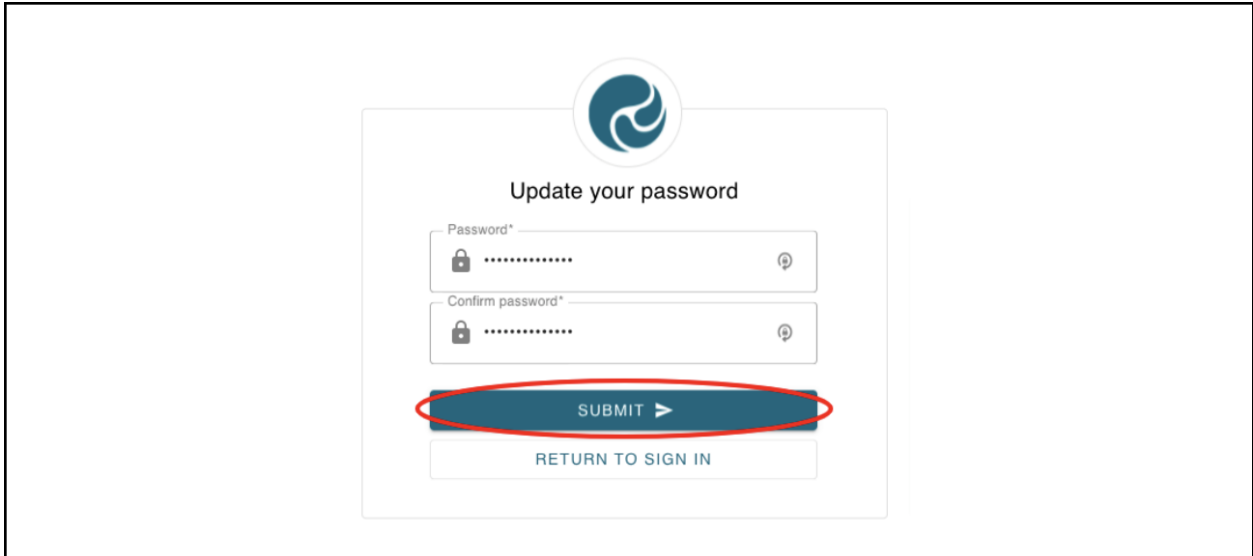 Update your password
Password*
••••••••••••••
Confirm password*
••••••••••••••
SUBMIT
RETURN TO SIGN IN